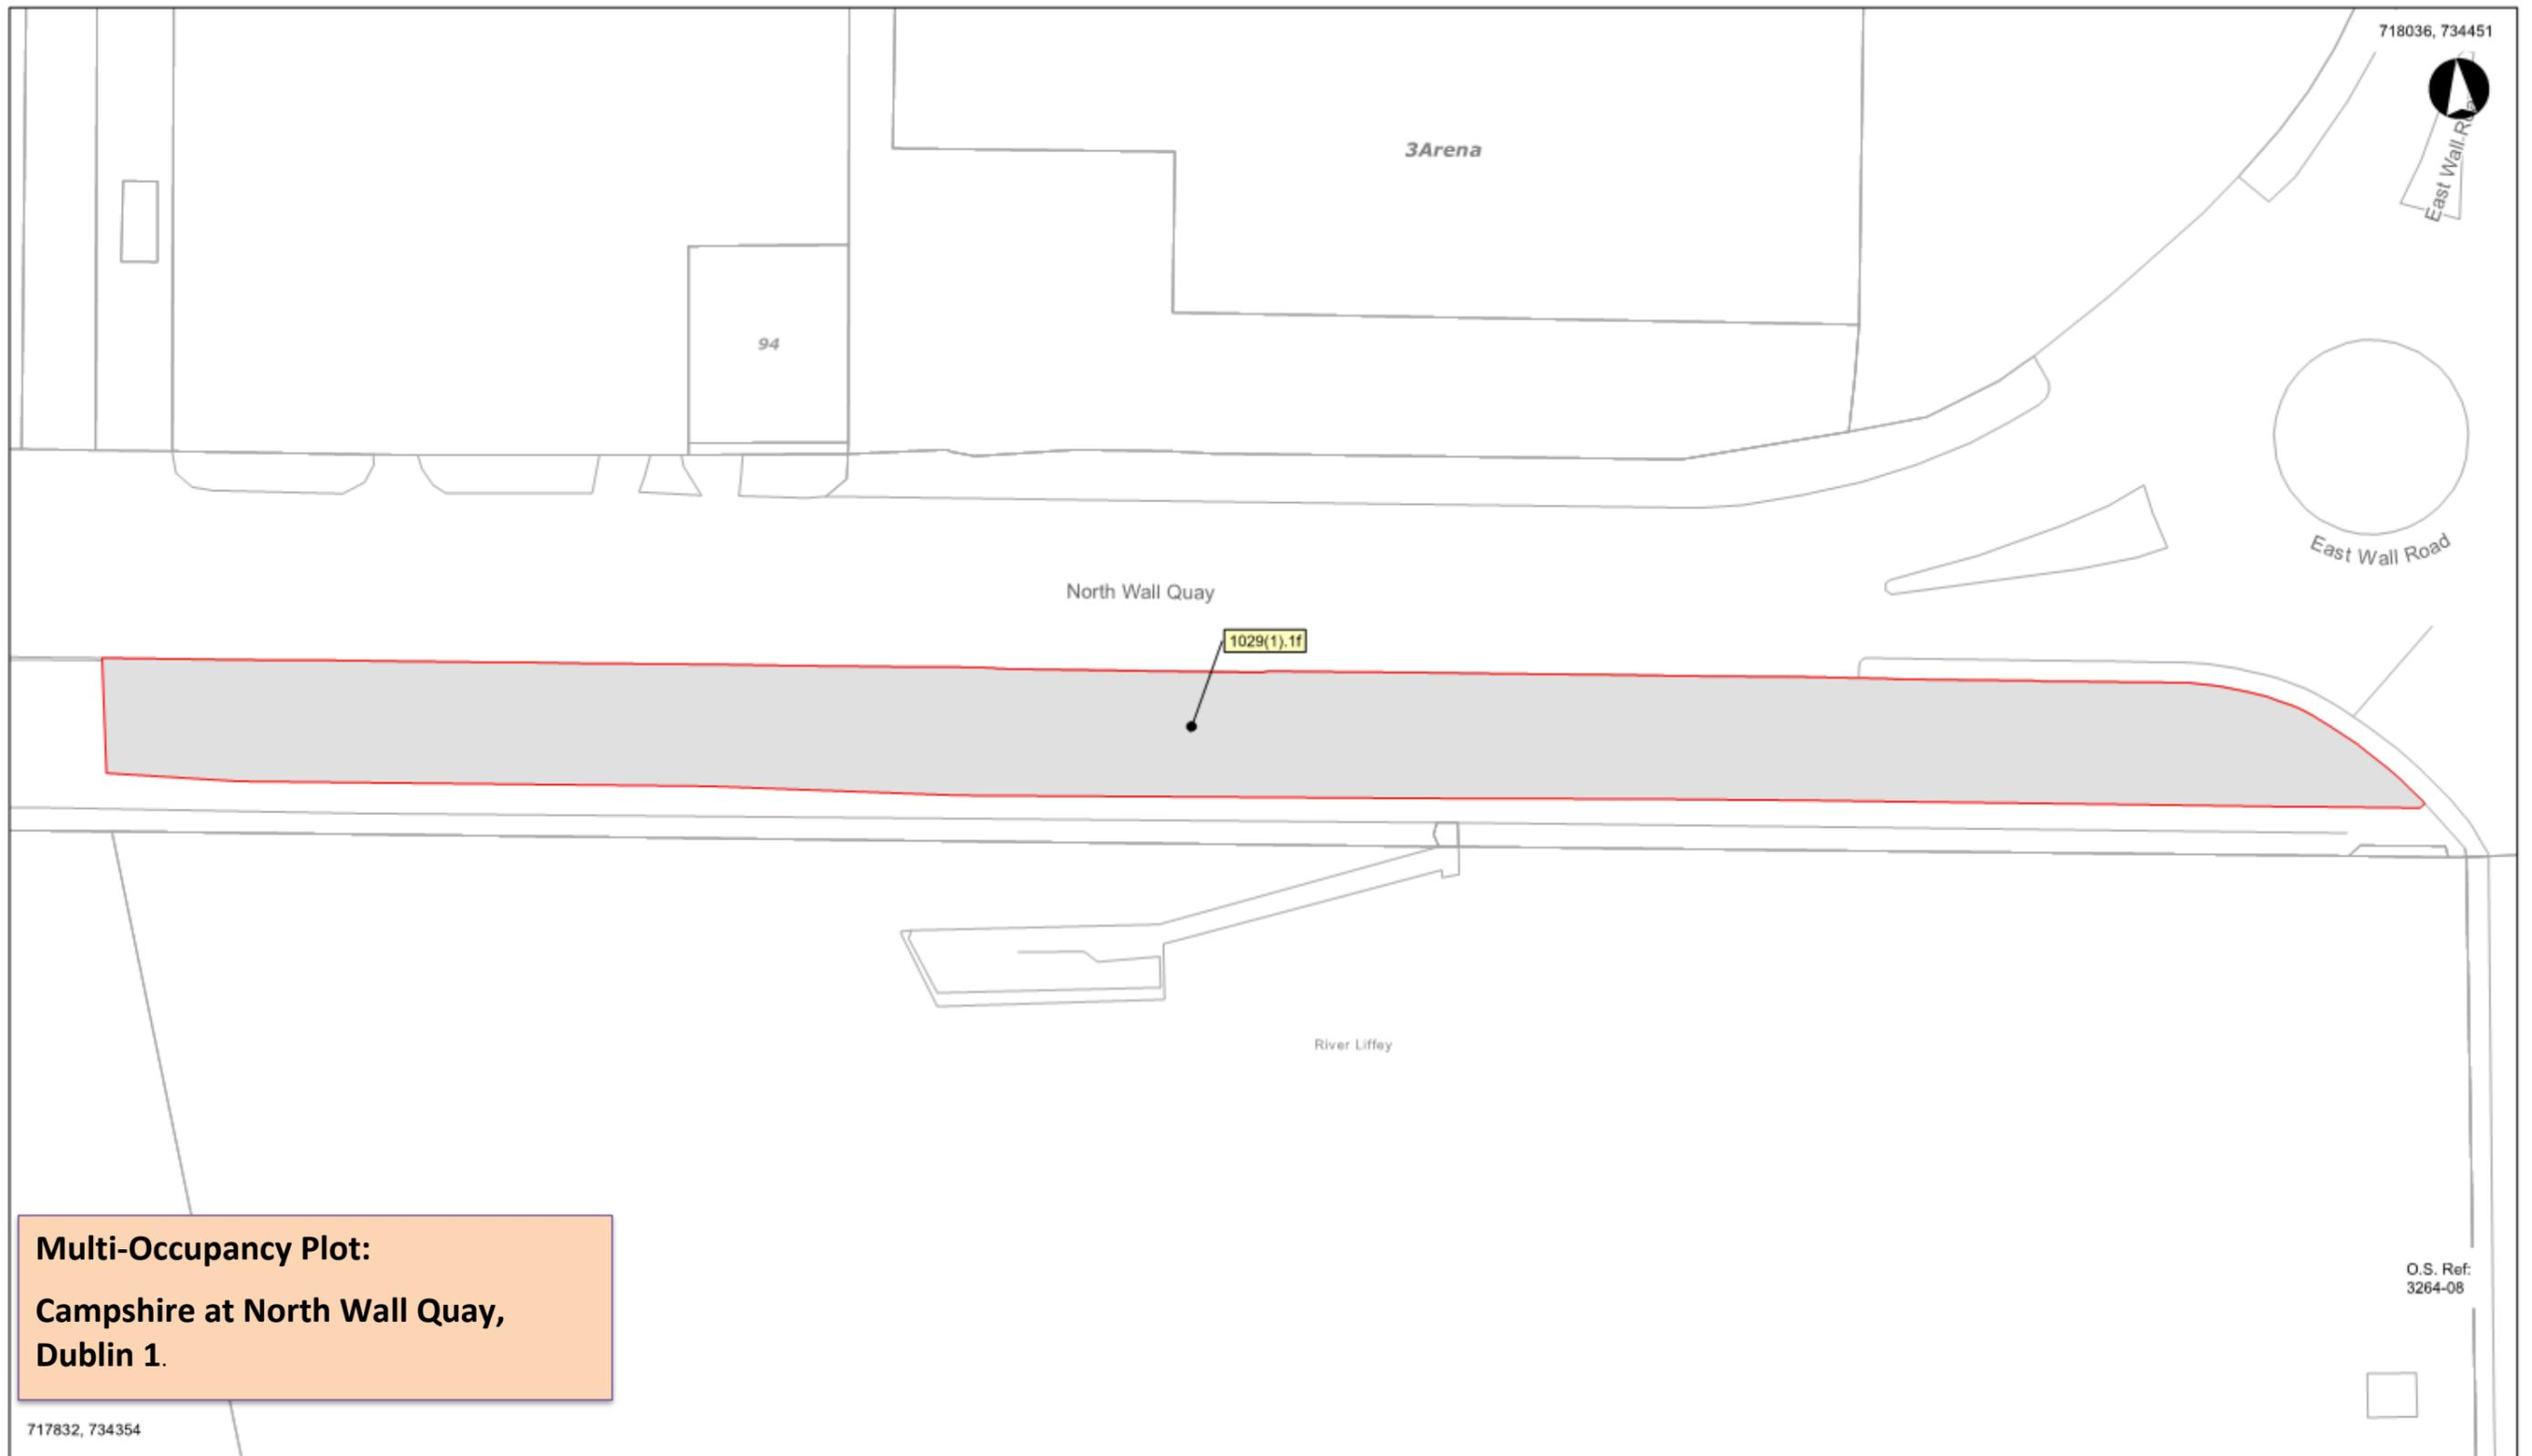 718036, 734451
East Wall Road
3Arena
94
East Wall Road
North Wall Quay
1029(1).1f
River Liffey
Multi-Occupancy Plot:
Campshire at North Wall Quay,
Dublin 1.
O.S. Ref:
3264-08
717832, 734354